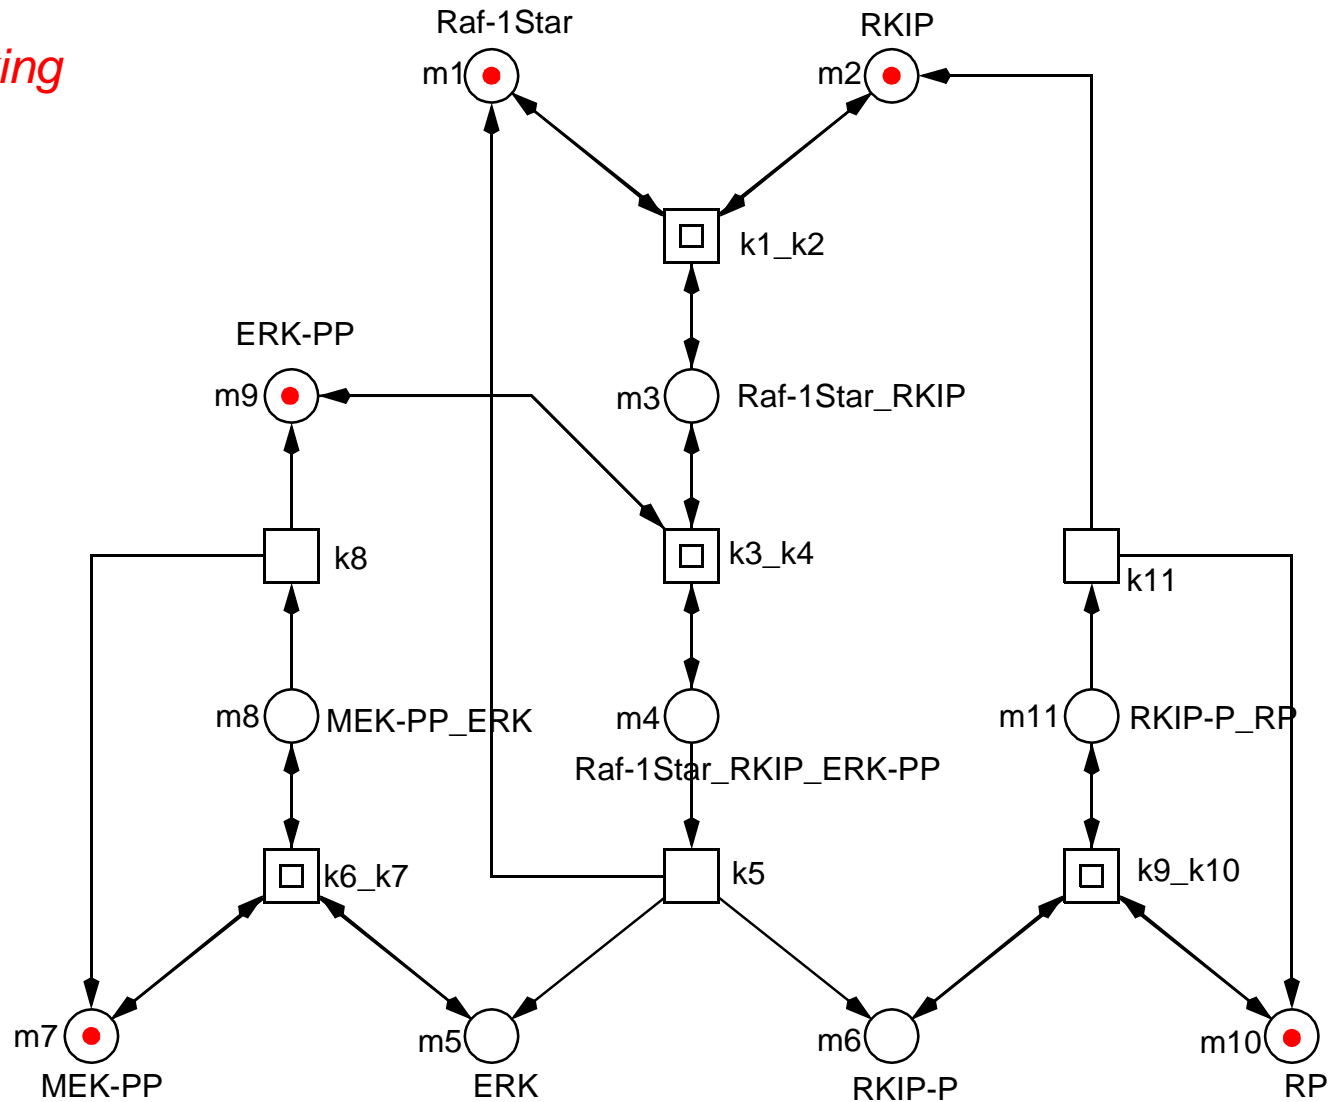 Raf-1Star
RKIP
m1
m2
k1_k2
ERK-PP
m9
m3
Raf-1Star_RKIP
k8
k3_k4
k11
m8
MEK-PP_ERK
m4
Raf-1Star_RKIP_ERK-PP
m11
RKIP-P_RP
k6_k7
k5
k9_k10
m7
MEK-PP
m5
ERK
m6
RKIP-P
m10
RP